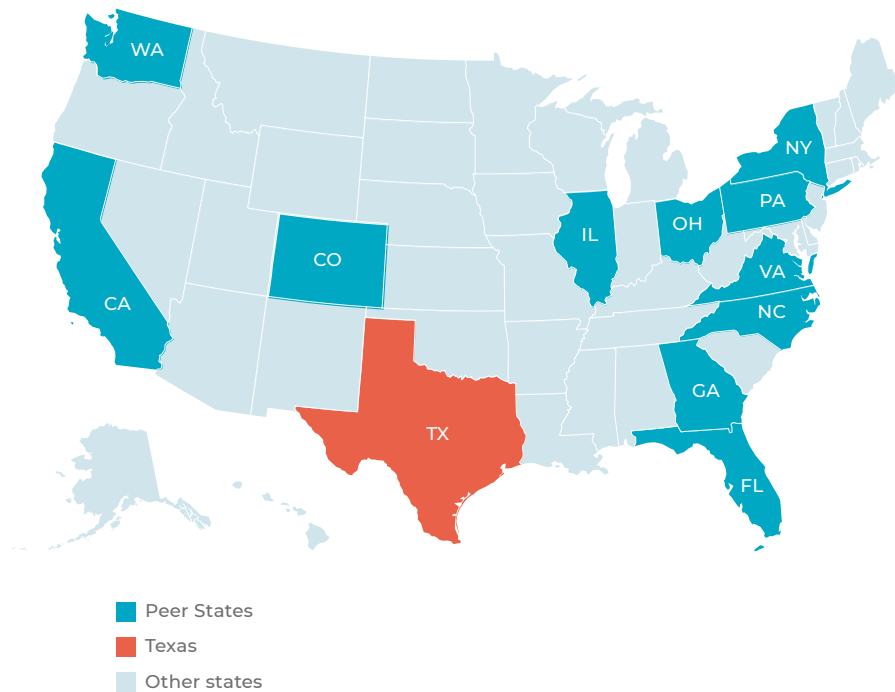 WA
NY
PA
OH
IL
CO
VA
CA
NC
GA
TX
FL
Peer States
Texas
Other states